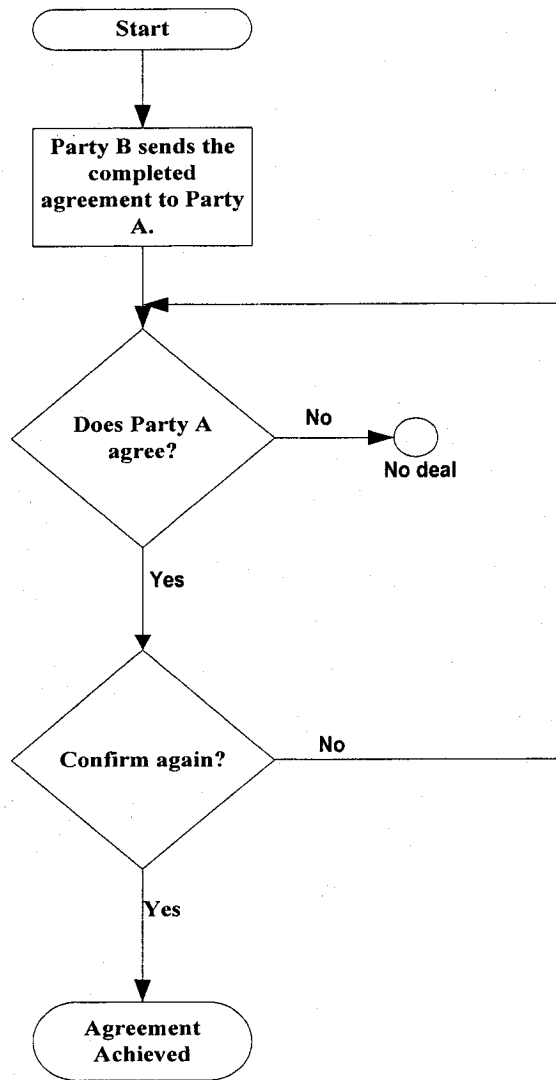 Start
Party B sends the
completed
agreement to Party
A.
Does Party A
agree?
No
No deal
Yes
Confirm again?
No
Yes
Agreement
Achieved